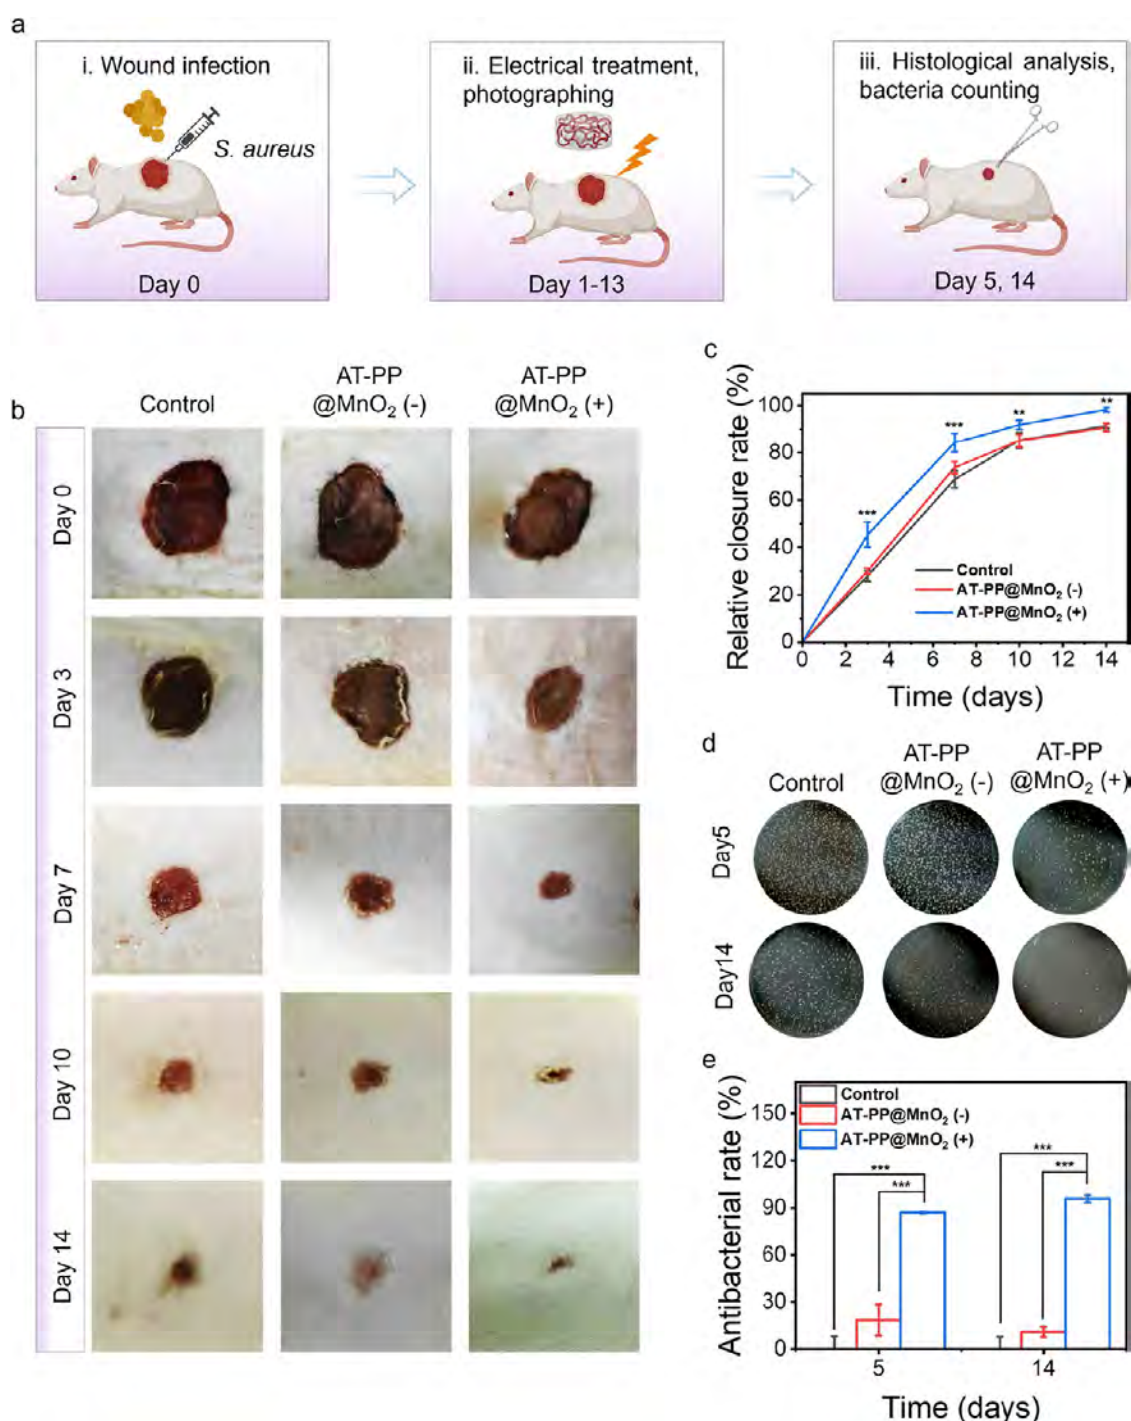 a
i. Wound infection
S. aureus
Day 0
ii. Electrical treatment,
photographing
Day 1-13
iii. Histological analysis,
bacteria counting
Day 5, 14
b
Control
AT-PP
@MnO₂ (-)
AT-PP
@MnO₂ (+)
Day 0
Day 3
Day 7
Day 10
Day 14
c
Relative closure rate (%)
100
80
60
40
20
0
***
***
**
**
Control
AT-PP@MnO₂ (-)
AT-PP@MnO₂ (+)
0 2 4 6 8 10 12 14
Time (days)
d
Control
AT-PP
@MnO₂ (-)
AT-PP
@MnO₂ (+)
Day5
Day14
e
Antibacterial rate (%)
150
120
90
60
30
0
Control
AT-PP@MnO₂ (-)
AT-PP@MnO₂ (+)
***
***
***
***
5 14
Time (days)